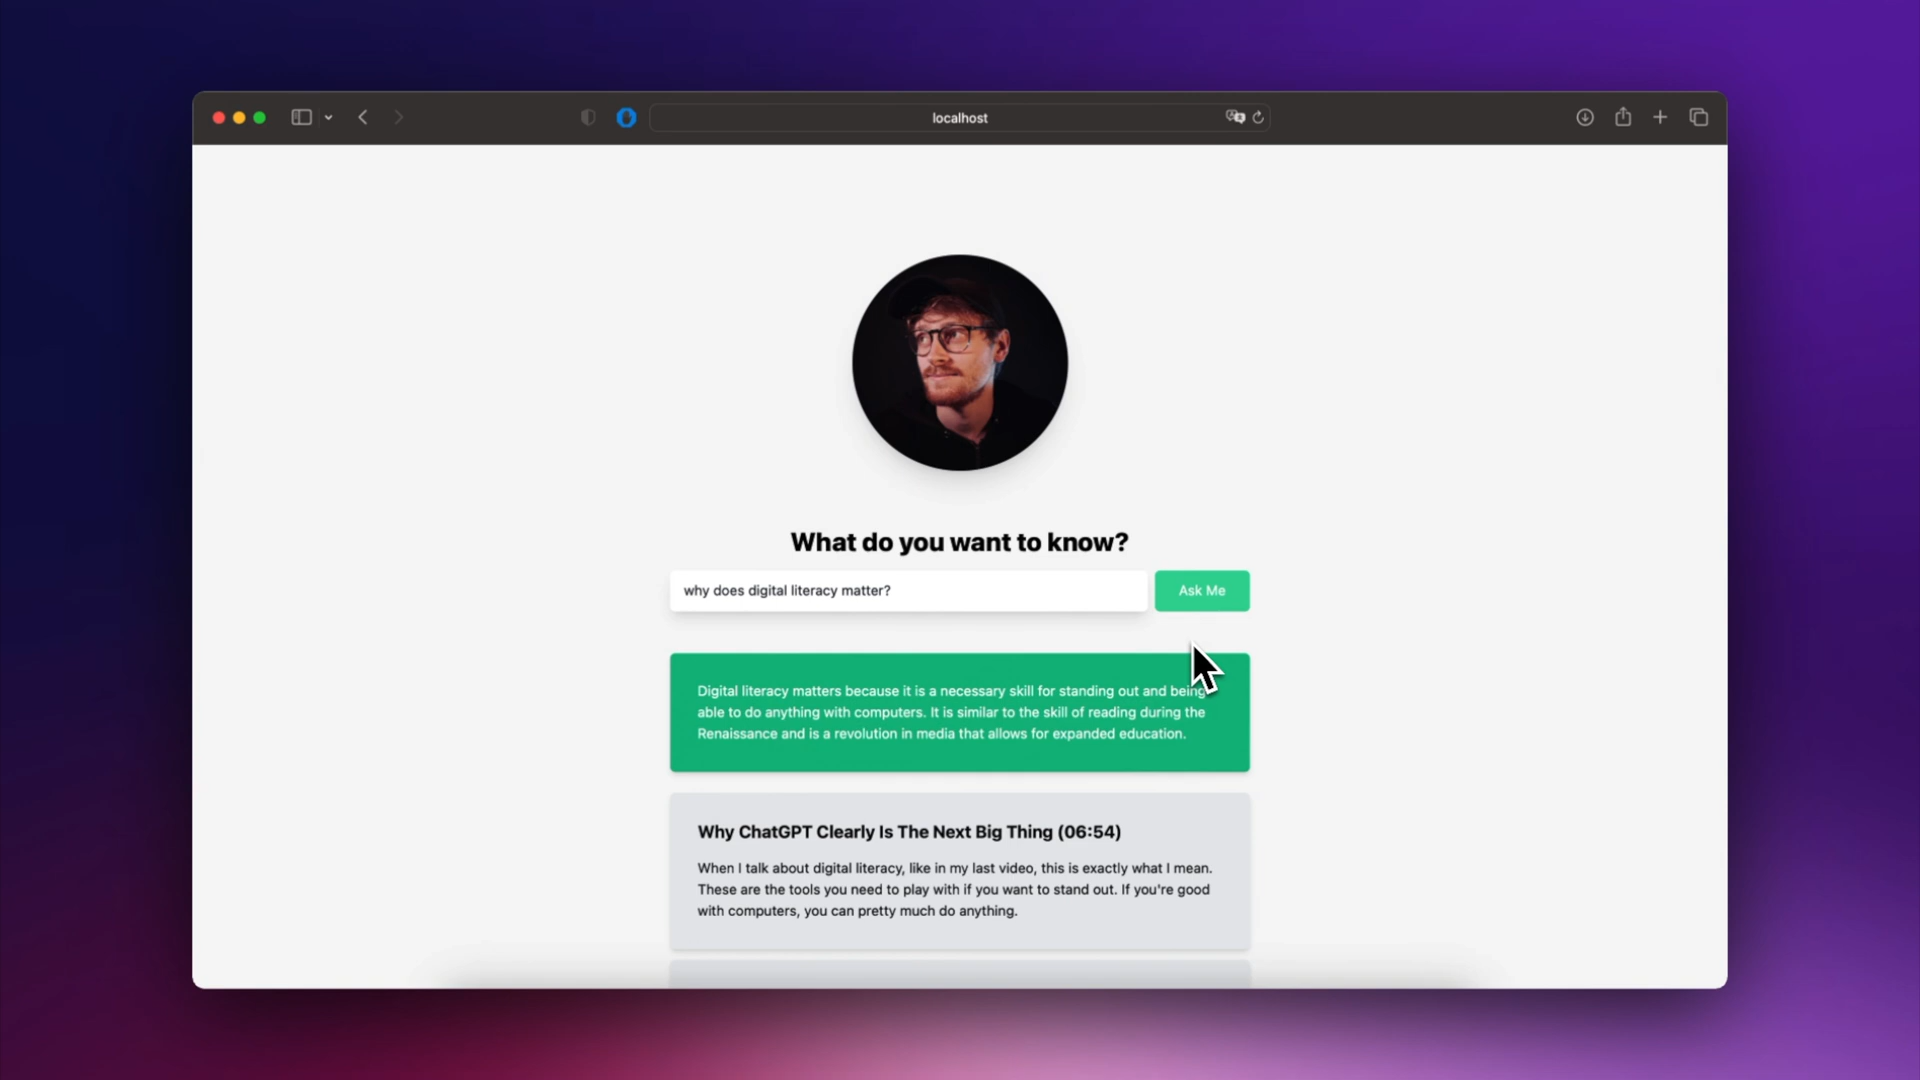 localhost
What do you want to know?
why does digital literacy matter?
Ask Me
Digital literacy matters because it is a necessary skill for standing out and being
able to do anything with computers. It is similar to the skill of reading during the
Renaissance and is a revolution in media that allows for expanded education.
Why ChatGPT Clearly Is The Next Big Thing (06:54)
When I talk about digital literacy, like in my last video, this is exactly what I mean.
These are the tools you need to play with if you want to stand out. If you're good
with computers, you can pretty much do anything.